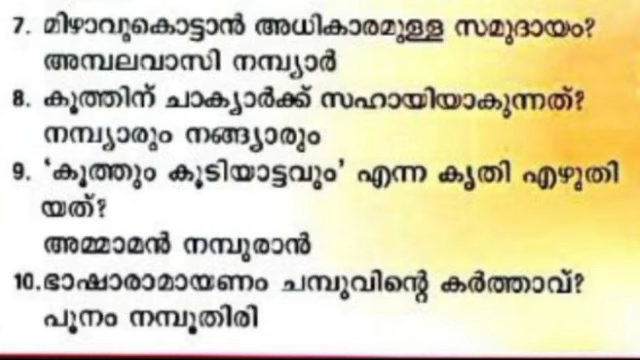 7. മിഴാവുകൊട്ടാൻ അധികാരമുള്ള സമുദായം?
അമ്പലവാസി നമ്പ്യാർ
8. കൂത്തിന് ചാക്യാർക്ക് സഹായിയാകുന്നത്?
നമ്പ്യാരും നങ്ങ്യാരും
9. 'കൂത്തും കൂടിയാട്ടവും' എന്ന കൃതി എഴുതി
യത്?
അമ്മാമൻ നമ്പുരാൻ
10.ഭാഷാരാമായണം ചമ്പുവിന്റെ കർത്താവ്?
പൂനം നമ്പൂതിരി